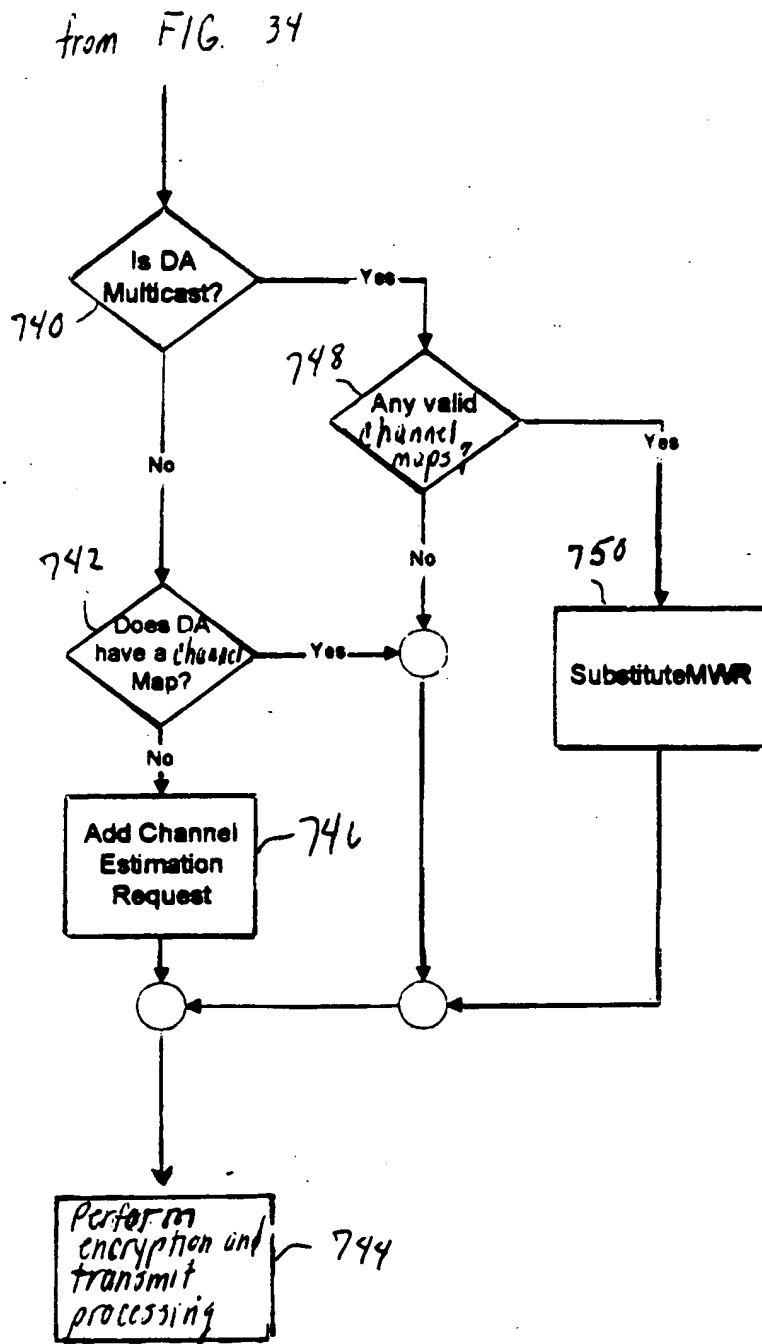 from FIG. 34
Is DA
Multicast?
740
Yes
748
Any valid
channel
maps?
Yes
No
No
742
750
Does DA
have a channel
Map?
Yes
SubstituteMWR
No
Add Channel
Estimation
Request
746
Perform
encryption and
transmit
processing
744